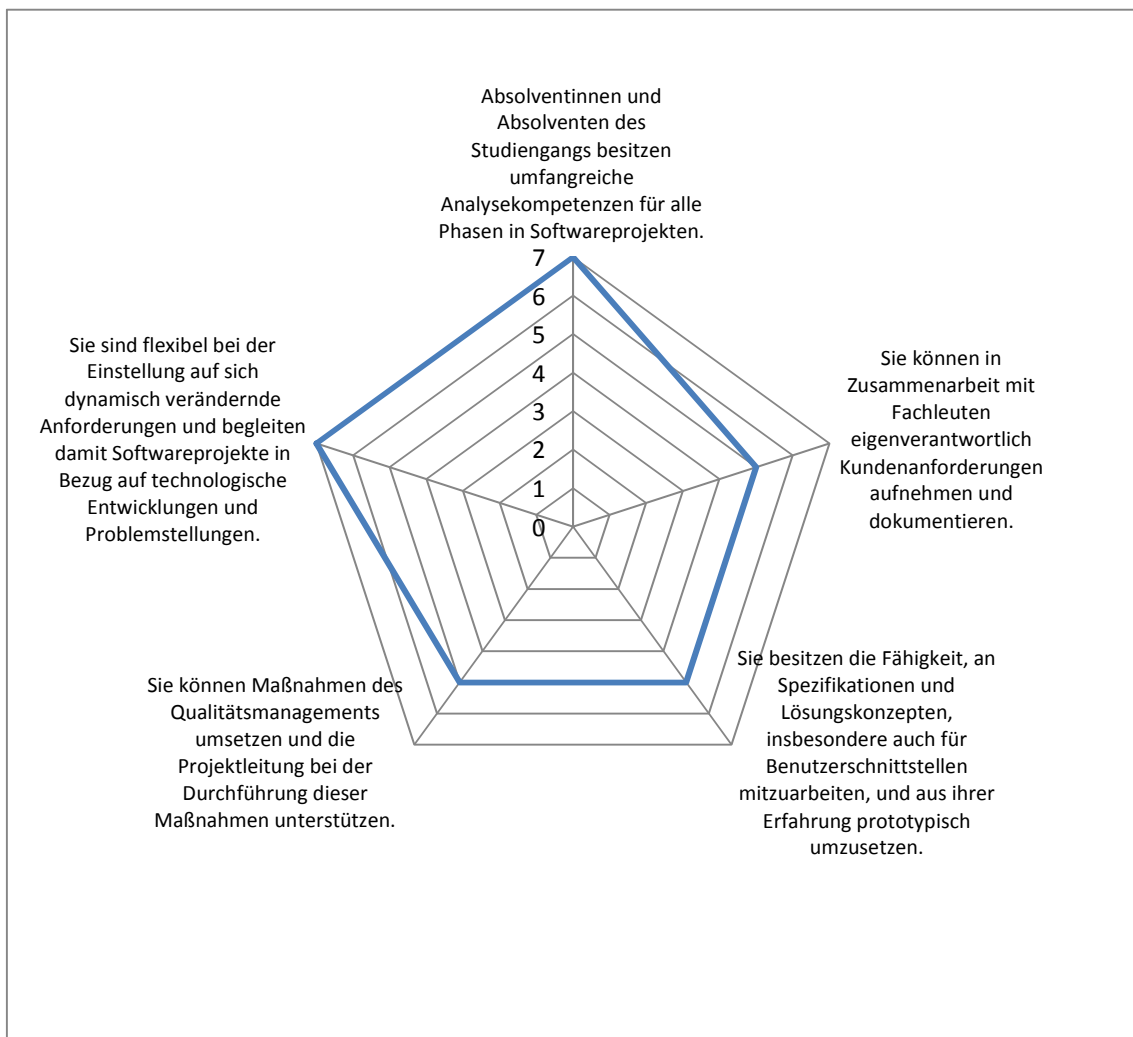 Absolventinnen und
Absolventen des
Studiengangs besitzen
umfangreiche
Analysekompetenzen für alle
Phasen in Softwareprojekten.
7
6
5
4
3
2
1
0
Sie können in
Zusammenarbeit mit
Fachleuten
eigenverantwortlich
Kundenanforderungen
aufnehmen und
dokumentieren.
Sie besitzen die Fähigkeit, an
Spezifikationen und
Lösungskonzepten,
insbesondere auch für
Benutzerschnittstellen
mitzuarbeiten, und aus ihrer
Erfahrung prototypisch
umzusetzen.
Sie können Maßnahmen des
Qualitätsmanagements
umsetzen und die
Projektleitung bei der
Durchführung dieser
Maßnahmen unterstützen.
Sie sind flexibel bei der
Einstellung auf sich
dynamisch verändernde
Anforderungen und begleiten
damit Softwareprojekte in
Bezug auf technologische
Entwicklungen und
Problemstellungen.